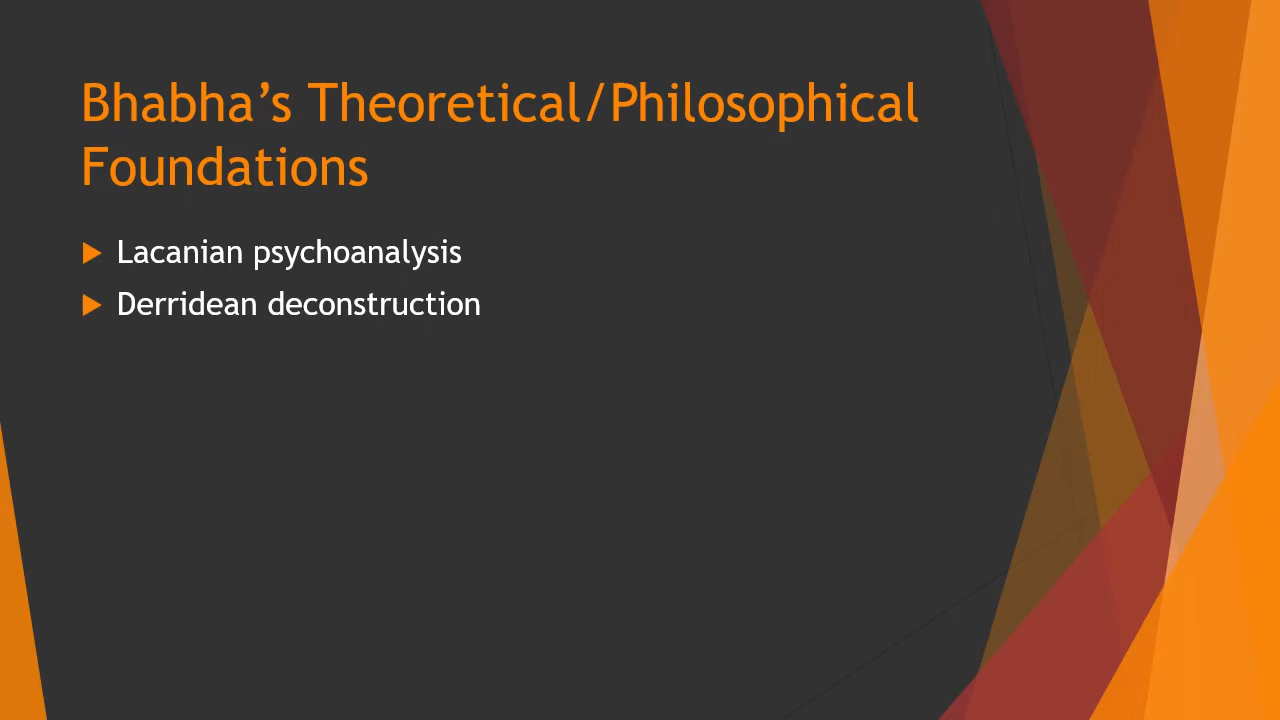 Bhabha’s Theoretical/Philosophical
Foundations
Lacanian psychoanalysis
Derridean deconstruction